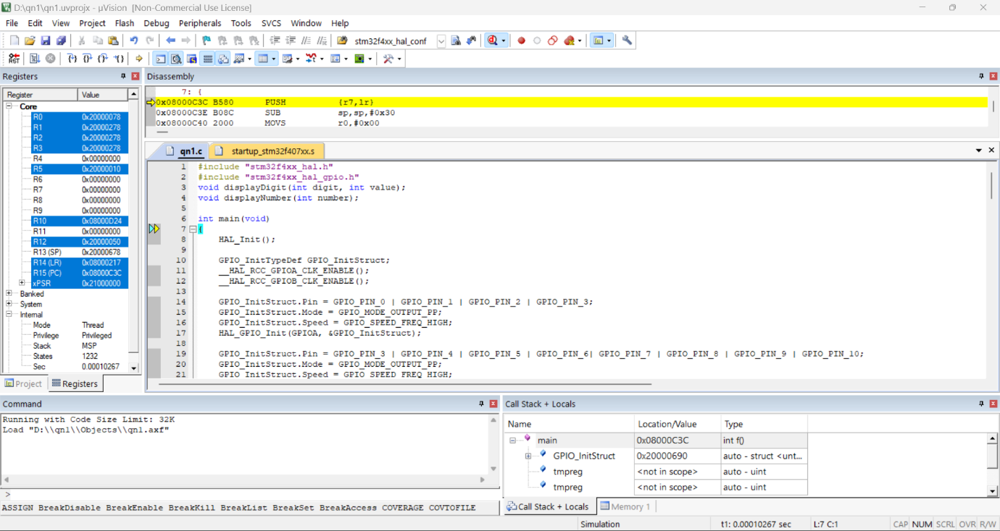 D:\qn1\qn1.uvprojx - µVision [Non-Commercial Use License]
File Edit View Project Flash Debug Peripherals Tools SVCS Window Help
stm32f4xx_hal_conf
RST
Registers
Register Value
Core
R0 0x20000078
R1 0x20000278
R2 0x20000278
R3 0x20000278
R4 0x00000000
R5 0x20000010
R6 0x00000000
R7 0x00000000
R8 0x00000000
R9 0x00000000
R10 0x08000D24
R11 0x00000000
R12 0x20000050
R13 (SP) 0x20000678
R14 (LR) 0x08000217
R15 (PC) 0x08000C3C
xPSR 0x21000000
Banked
System
Internal
Mode Thread
Privilege Privileged
Stack MSP
States 1232
Sec 0.00010267
Project Registers
Disassembly
7: {
0x08000C3C B580 PUSH {r7,lr}
0x08000C3E B08C SUB sp,sp,#0x30
0x08000C40 2000 MOVS r0,#0x00
qn1.c startup_stm32f407xx.s
1 #include "stm32f4xx_hal.h"
2 #include "stm32f4xx_hal_gpio.h"
3 void displayDigit(int digit, int value);
4 void displayNumber(int number);
5
6 int main(void)
7 {
8 HAL_Init();
9
10 GPIO_InitTypeDef GPIO_InitStruct;
11 __HAL_RCC_GPIOA_CLK_ENABLE();
12 __HAL_RCC_GPIOB_CLK_ENABLE();
13
14 GPIO_InitStruct.Pin = GPIO_PIN_0 | GPIO_PIN_1 | GPIO_PIN_2 | GPIO_PIN_3;
15 GPIO_InitStruct.Mode = GPIO_MODE_OUTPUT_PP;
16 GPIO_InitStruct.Speed = GPIO_SPEED_FREQ_HIGH;
17 HAL_GPIO_Init(GPIOA, &GPIO_InitStruct);
18
19 GPIO_InitStruct.Pin = GPIO_PIN_3 | GPIO_PIN_4 | GPIO_PIN_5 | GPIO_PIN_6| GPIO_PIN_7 | GPIO_PIN_8 | GPIO_PIN_9 | GPIO_PIN_10;
20 GPIO_InitStruct.Mode = GPIO_MODE_OUTPUT_PP;
21 GPIO_InitStruct.Speed = GPIO_SPEED_FREQ_HIGH;
Command
Running with Code Size Limit: 32K
Load "D:\\qn1\\Objects\\qn1.axf"
>
ASSIGN BreakDisable BreakEnable BreakKill BreakList BreakSet BreakAccess COVERAGE COVTOFILE
Call Stack + Locals
Name Location/Value Type
main 0x08000C3C int f()
GPIO_InitStruct 0x20000690 auto - struct <unt...
tmpreg <not in scope> auto - uint
tmpreg <not in scope> auto - uint
Call Stack + Locals Memory 1
Simulation t1: 0.00010267 sec L:7 C:1 CAP NUM SCRL OVR R/W